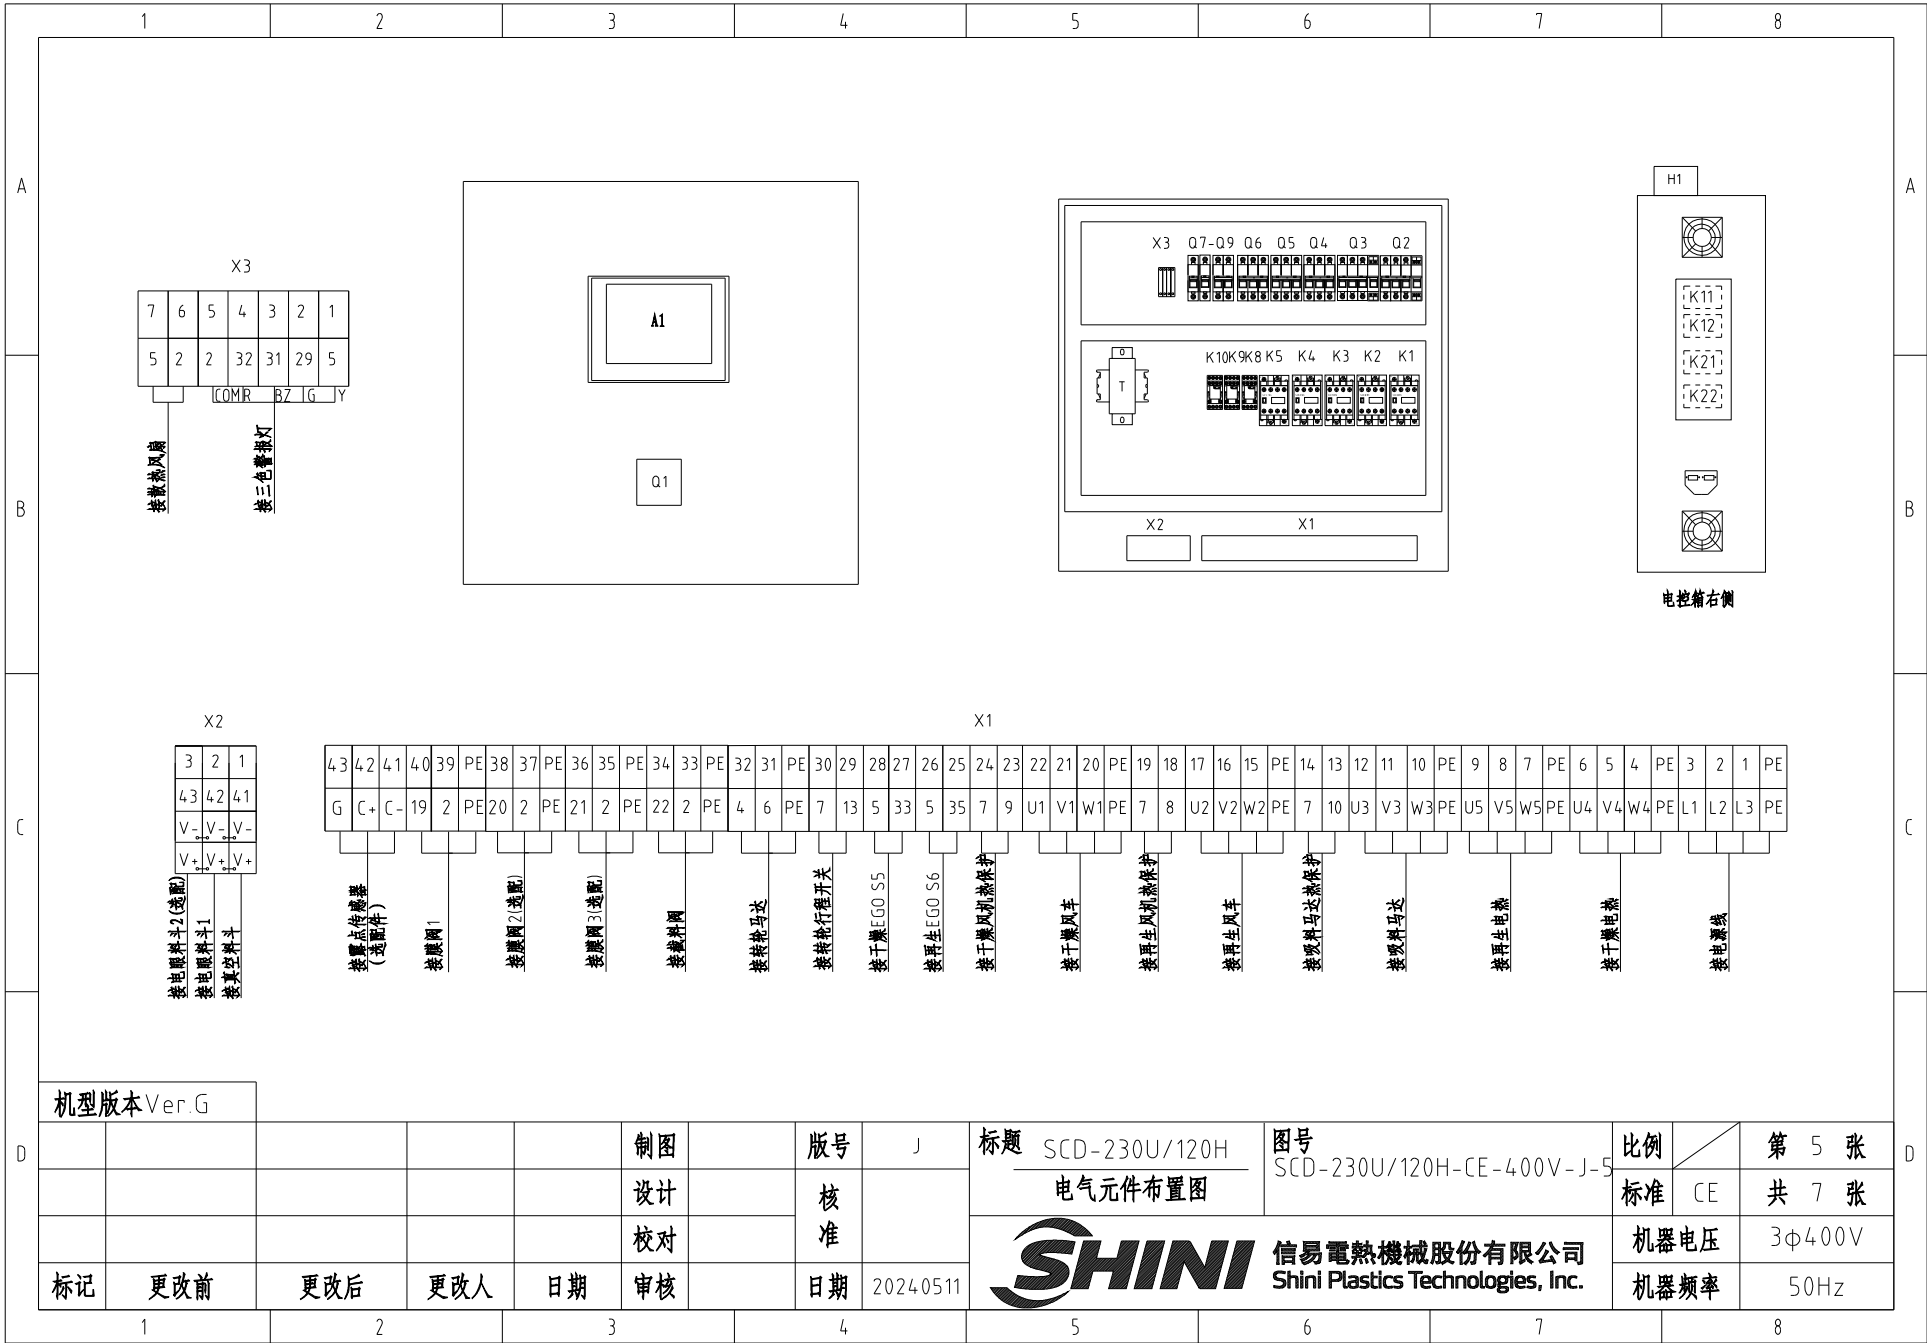 1 2 3 4 5 6 7 8
A A
H1
X3 Q7-Q9 Q6 Q5 Q4 Q3 Q2
X3
7 6 5 4 3 2 1
5 2 2 32 31 29 5
COM R BZ G Y
接散热风扇
接三色警报灯
A1
Q1
K10 K9 K8 K5 K4 K3 K2 K1
T
X2 X1
K11
K12
K21
K22
电控箱右侧
B B
X2
3 2 1
43 42 41
V- V- V-
V+ V+ V+
接电眼料斗2(选配)
接电眼料斗1
接真空料斗
X1
43 42 41 40 39 PE 38 37 PE 36 35 PE 34 33 PE 32 31 PE 30 29 28 27 26 25 24 23 22 21 20 PE 19 18 17 16 15 PE 14 13 12 11 10 PE 9 8 7 PE 6 5 4 PE 3 2 1 PE
G C+ C- 19 2 PE 20 2 PE 21 2 PE 22 2 PE 4 6 PE 7 13 5 33 5 35 7 9 U1 V1 W1 PE 7 8 U2 V2 W2 PE 7 10 U3 V3 W3 PE U5 V5 W5 PE U4 V4 W4 PE L1 L2 L3 PE
接露点传感器
(选配件)
接膜阀1
接膜阀2(选配)
接膜阀3(选配)
接截料阀
接转轮马达
接转轮行程开关
接干燥EGO S5
接再生EGO S6
接干燥风机热保护
接干燥风车
接再生风机热保护
接再生风车
接吸料马达热保护
接吸料马达
接再生电热
接干燥电热
接电源线
C C
机型版本Ver.G
D D
制图 版号 J
设计 核准
校对
标记 更改前 更改后 更改人 日期 审核 日期 20240511
标题 SCD-230U/120H
电气元件布置图
图号
SCD-230U/120H-CE-400V-J-5
比例 第 5 张
标准 CE 共 7 张
机器电压 3φ400V
机器频率 50Hz
SHINI
信易電熱機械股份有限公司
Shini Plastics Technologies, Inc.
1 2 3 4 5 6 7 8